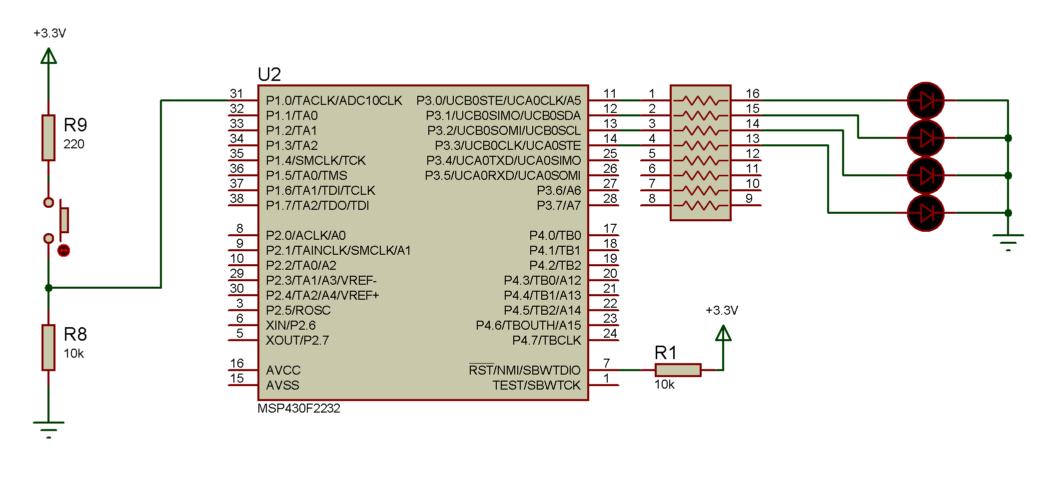 +3.3V
R9
220
R8
10k
U2
31 P1.0/TACLK/ADC10CLK P3.0/UCB0STE/UCA0CLK/A5 11 1 16
32 P1.1/TA0 P3.1/UCB0SIMO/UCB0SDA 12 2 15
33 P1.2/TA1 P3.2/UCB0SOMI/UCB0SCL 13 3 14
34 P1.3/TA2 P3.3/UCB0CLK/UCA0STE 14 4 13
35 P1.4/SMCLK/TCK P3.4/UCA0TXD/UCA0SIMO 25 5 12
36 P1.5/TA0/TMS P3.5/UCA0RXD/UCA0SOMI 26 6 11
37 P1.6/TA1/TDI/TCLK P3.6/A6 27 7 10
38 P1.7/TA2/TDO/TDI P3.7/A7 28 8 9
8 P2.0/ACLK/A0 P4.0/TB0 17
9 P2.1/TAINCLK/SMCLK/A1 P4.1/TB1 18
10 P2.2/TA0/A2 P4.2/TB2 19
29 P2.3/TA1/A3/VREF- P4.3/TB0/A12 20
30 P2.4/TA2/A4/VREF+ P4.4/TB1/A13 21
3 P2.5/ROSC P4.5/TB2/A14 22
6 XIN/P2.6 P4.6/TBOUTH/A15 23
5 XOUT/P2.7 P4.7/TBCLK 24
16 AVCC RST/NMI/SBWTDIO 7
15 AVSS TEST/SBWTCK 1
MSP430F2232
+3.3V
R1
10k